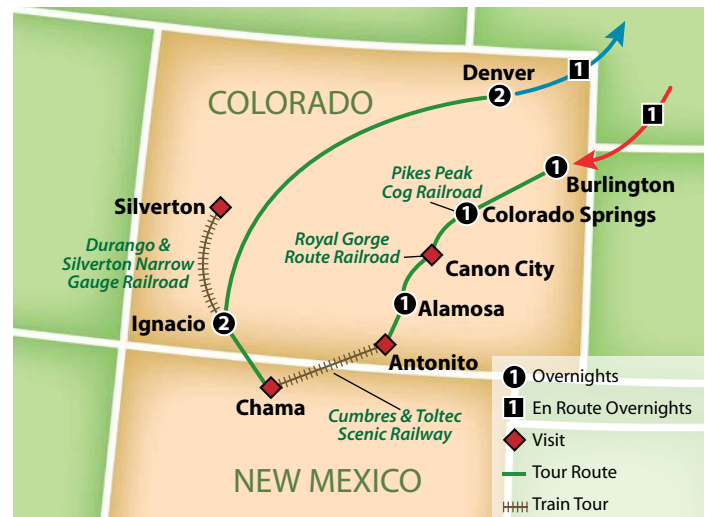 1
Denver
2
COLORADO
1
Pikes Peak
Cog Railroad
1
Burlington
Silverton
1
Colorado Springs
Royal Gorge
Route Railroad
Durango &
Silverton Narrow
Gauge Railroad
Canon City
1
Alamosa
Ignacio
2
Antonito
Chama
Cumbres & Toltec
Scenic Railway
NEW MEXICO
1 Overnights
1 En Route Overnights
Visit
Tour Route
Train Tour